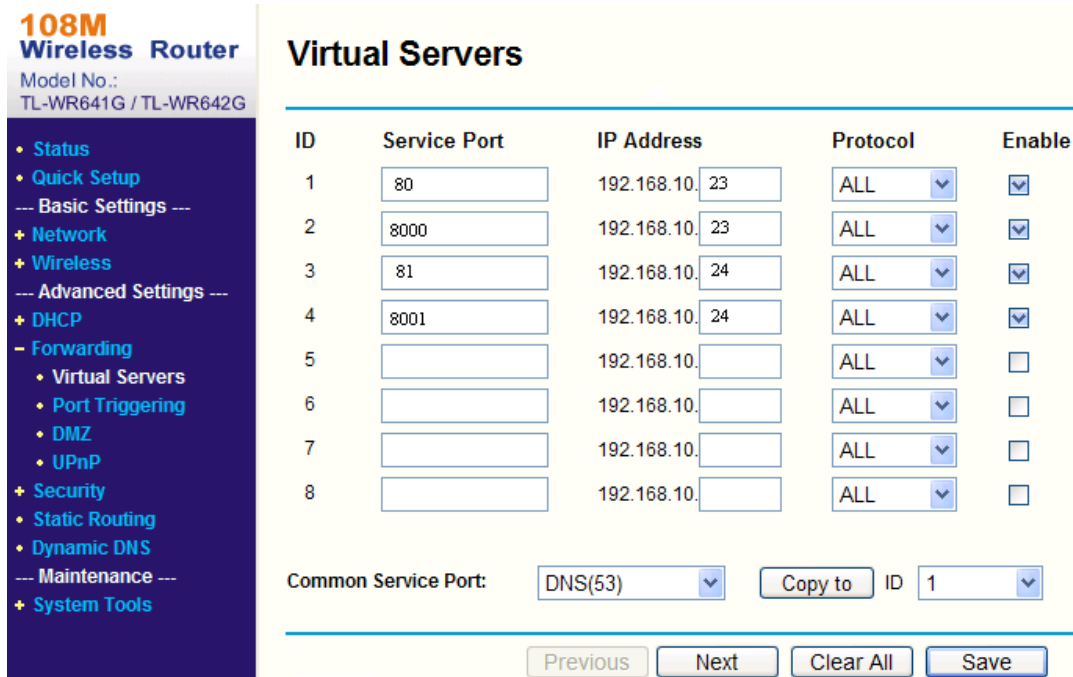 108M
Wireless Router
Model No.:
TL-WR641G / TL-WR642G
Status
Quick Setup
--- Basic Settings ---
+ Network
+ Wireless
--- Advanced Settings ---
+ DHCP
– Forwarding
Virtual Servers
Port Triggering
DMZ
UPnP
+ Security
Static Routing
Dynamic DNS
--- Maintenance ---
+ System Tools
Virtual Servers
ID Service Port IP Address Protocol Enable
1 80 192.168.10. 23 ALL
2 8000 192.168.10. 23 ALL
3 81 192.168.10. 24 ALL
4 8001 192.168.10. 24 ALL
5 192.168.10. ALL
6 192.168.10. ALL
7 192.168.10. ALL
8 192.168.10. ALL
Common Service Port: DNS(53) Copy to ID 1
Previous Next Clear All Save